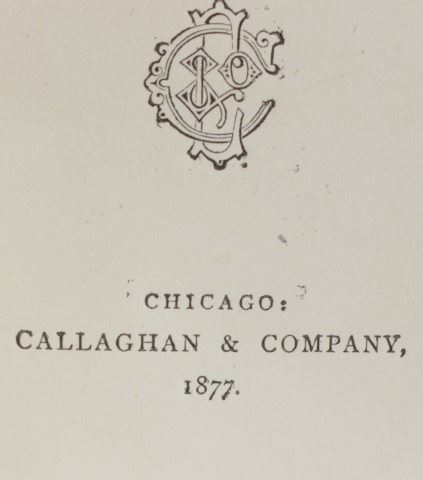 CHICAGO:
CALLAGHAN & COMPANY,
1877.